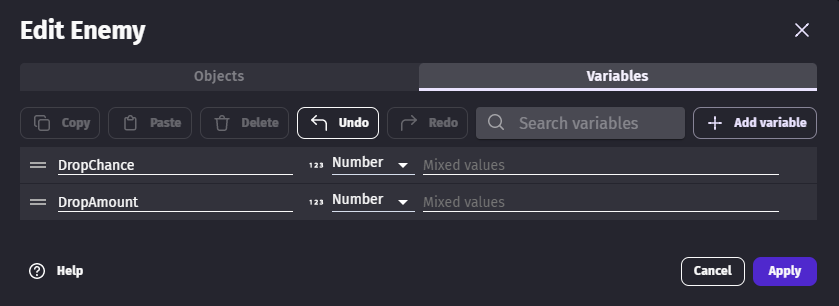 Edit Enemy
Objects Variables
Copy Paste Delete Undo Redo Search variables Add variable
DropChance 123 Number Mixed values
DropAmount 123 Number Mixed values
Help Cancel Apply